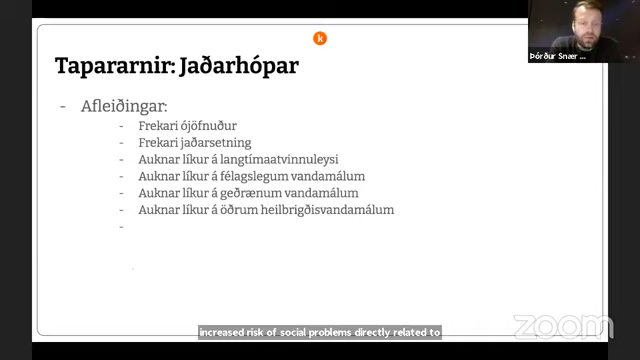 k
Tapararnir: Jaðarhópar
- Afleiðingar:
- Frekari ójöfnuður
- Frekari jaðarsetning
- Auknar líkur á langtímaatvinnuleysi
- Auknar líkur á félagslegum vandamálum
- Auknar líkur á geðrænum vandamálum
- Auknar líkur á öðrum heilbrigðisvandamálum
-
Þórður Snær ...
increased risk of social problems directly related to
zoom